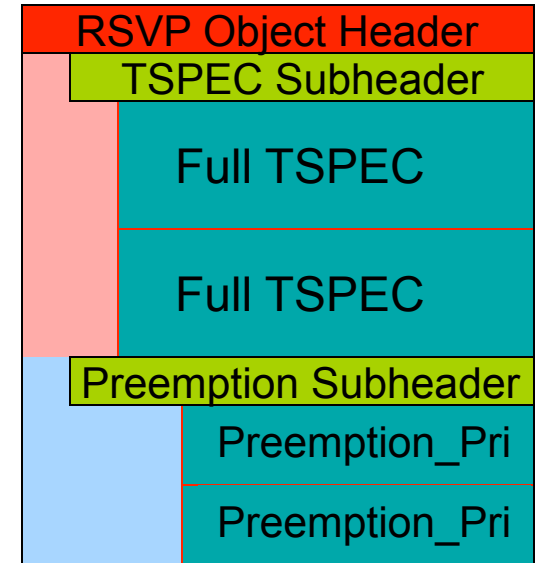 RSVP Object Header
TSPEC Subheader
Full TSPEC
Full TSPEC
Preemption Subheader
Preemption_Pri
Preemption_Pri